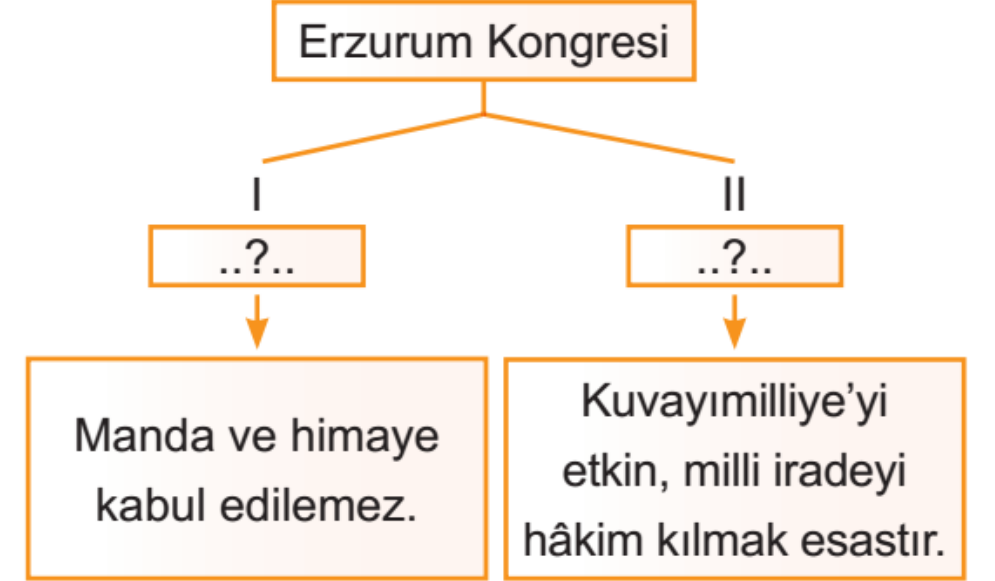 Erzurum Kongresi
I
..?..
Manda ve himaye
kabul edilemez.
II
..?..
Kuvayımilliye’yi
etkin, milli iradeyi
hâkim kılmak esastır.